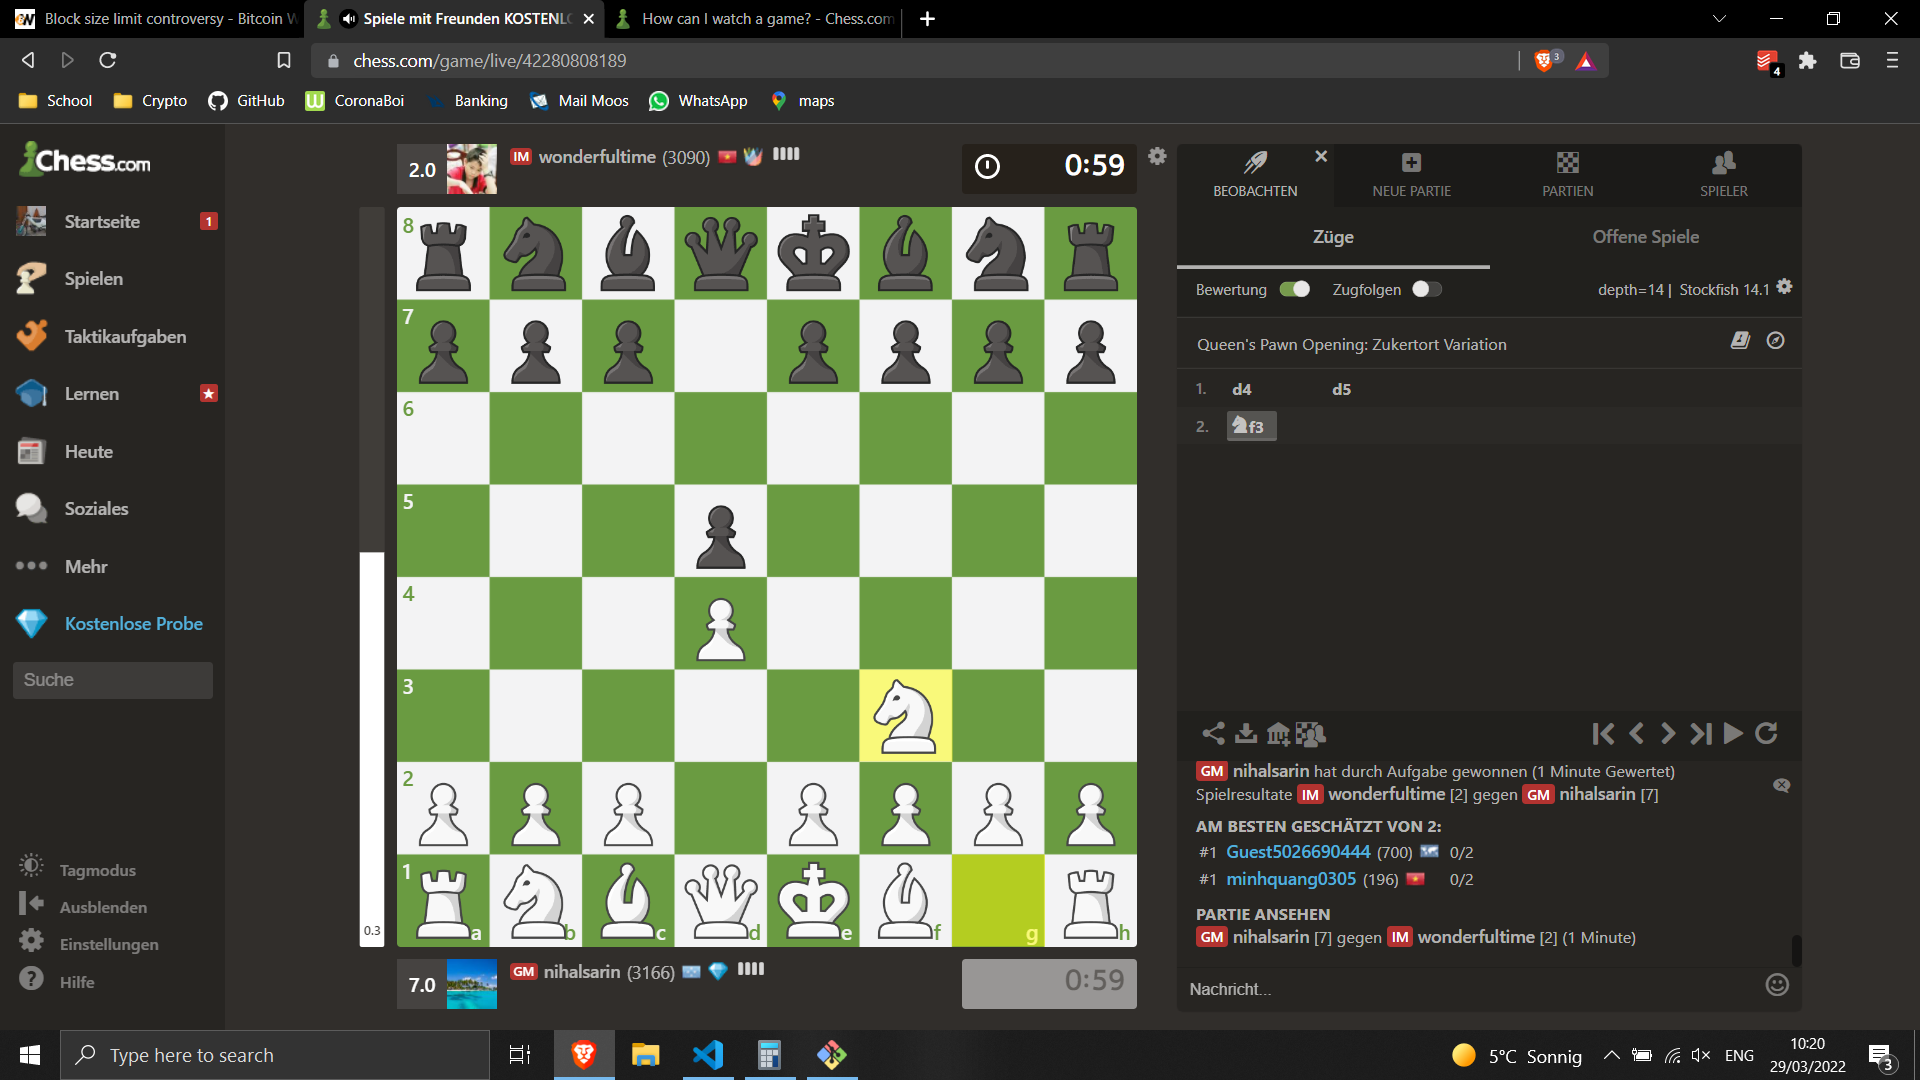 Block size limit controversy - Bitcoin W
Spiele mit Freunden KOSTENLO
How can I watch a game? - Chess.com
chess.com/game/live/42280808189
3
4
School
Crypto
GitHub
CoronaBoi
Banking
Mail Moos
WhatsApp
maps
Chess.com
Startseite
1
Spielen
Taktikaufgaben
Lernen
Heute
Soziales
Mehr
Kostenlose Probe
Suche
Tagmodus
Ausblenden
Einstellungen
Hilfe
2.0
IM wonderfultime (3090)
0:59
8
7
6
5
4
3
2
1
a b c d e f g h
0.3
7.0
GM nihalsarin (3166)
0:59
BEOBACHTEN
NEUE PARTIE
PARTIEN
SPIELER
Züge
Offene Spiele
Bewertung
Zugfolgen
depth=14 | Stockfish 14.1
Queen's Pawn Opening: Zukertort Variation
1. d4 d5
2. f3
GM nihalsarin hat durch Aufgabe gewonnen (1 Minute Gewertet)
Spielresultate IM wonderfultime [2] gegen GM nihalsarin [7]
AM BESTEN GESCHÄTZT VON 2:
#1 Guest5026690444 (700) 0/2
#1 minhquang0305 (196) 0/2
PARTIE ANSEHEN
GM nihalsarin [7] gegen IM wonderfultime [2] (1 Minute)
Nachricht...
Type here to search
5°C Sonnig
ENG
10:20
29/03/2022
3